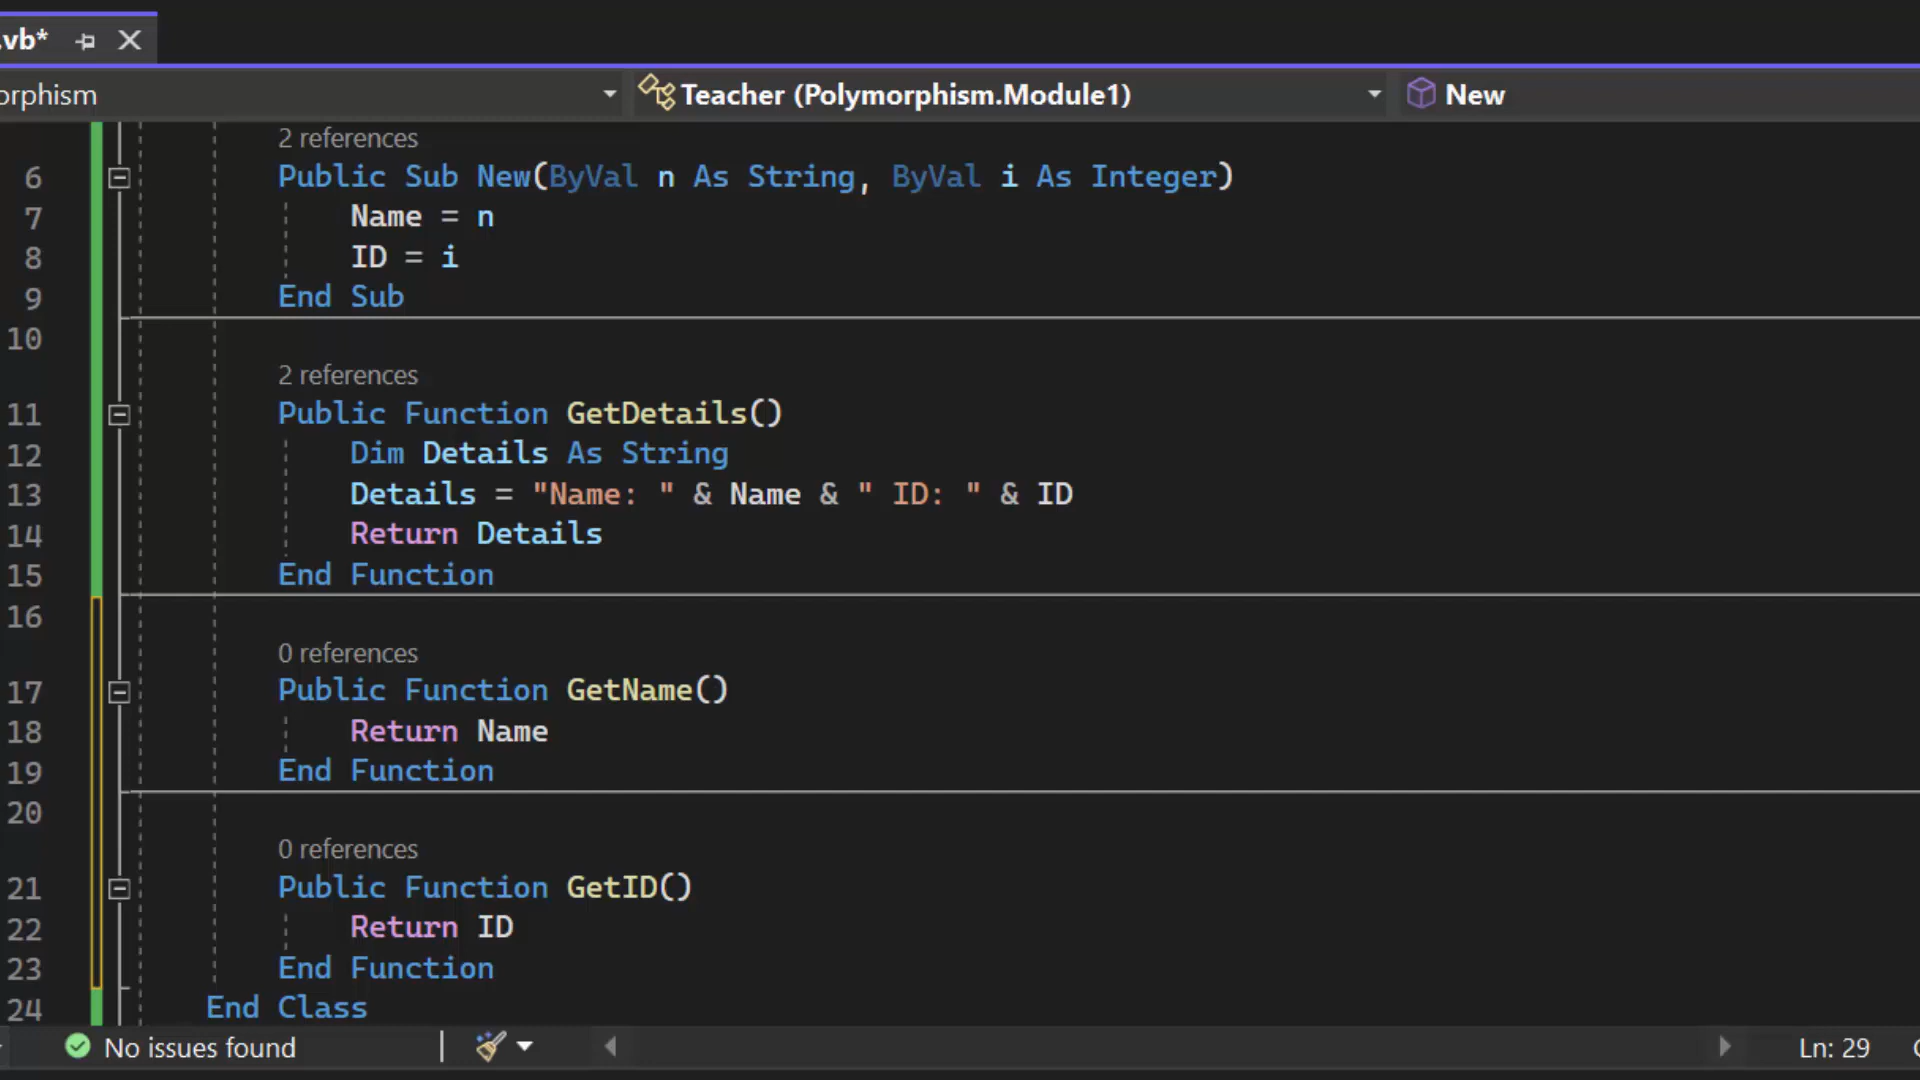 .vb*
orphism
Teacher (Polymorphism.Module1)
New
2 references
6 Public Sub New(ByVal n As String, ByVal i As Integer)
7 Name = n
8 ID = i
9 End Sub
10
2 references
11 Public Function GetDetails()
12 Dim Details As String
13 Details = "Name: " & Name & " ID: " & ID
14 Return Details
15 End Function
16
0 references
17 Public Function GetName()
18 Return Name
19 End Function
20
0 references
21 Public Function GetID()
22 Return ID
23 End Function
24 End Class
No issues found
Ln: 29